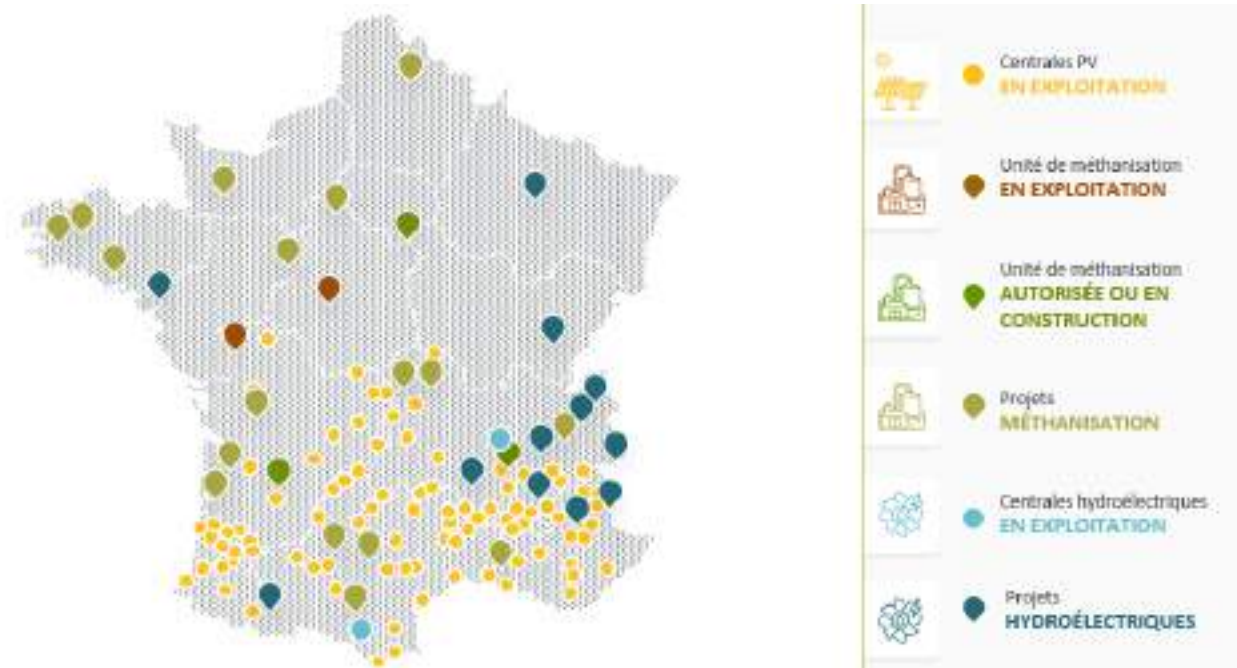 Centrales PV
EN EXPLOITATION
Unité de méthanisation
EN EXPLOITATION
Unité de méthanisation
AUTORISÉE OU EN
CONSTRUCTION
Projets
MÉTHANISATION
Centrales hydroélectriques
EN EXPLOITATION
Projets
HYDROÉLECTRIQUES